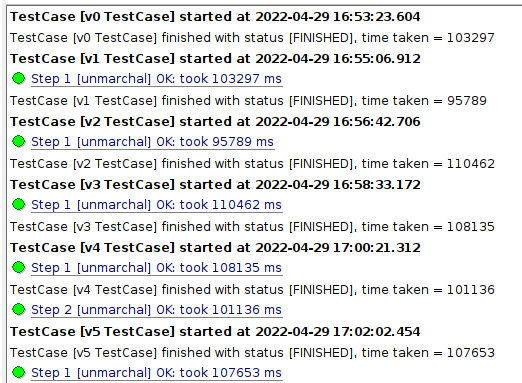 TestCase [v0 TestCase] started at 2022-04-29 16:53:23.604
TestCase [v0 TestCase] finished with status [FINISHED], time taken = 103297
TestCase [v1 TestCase] started at 2022-04-29 16:55:06.912
Step 1 [unmarchal] OK: took 103297 ms
TestCase [v1 TestCase] finished with status [FINISHED], time taken = 95789
TestCase [v2 TestCase] started at 2022-04-29 16:56:42.706
Step 1 [unmarchal] OK: took 95789 ms
TestCase [v2 TestCase] finished with status [FINISHED], time taken = 110462
TestCase [v3 TestCase] started at 2022-04-29 16:58:33.172
Step 1 [unmarchal] OK: took 110462 ms
TestCase [v3 TestCase] finished with status [FINISHED], time taken = 108135
TestCase [v4 TestCase] started at 2022-04-29 17:00:21.312
Step 1 [unmarchal] OK: took 108135 ms
TestCase [v4 TestCase] finished with status [FINISHED], time taken = 101136
Step 2 [unmarchal] OK: took 101136 ms
TestCase [v5 TestCase] started at 2022-04-29 17:02:02.454
TestCase [v5 TestCase] finished with status [FINISHED], time taken = 107653
Step 1 [unmarchal] OK: took 107653 ms